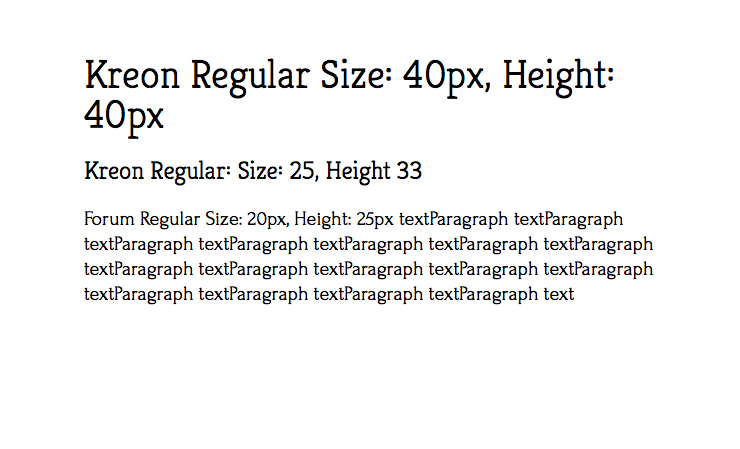 Kreon Regular Size: 40px, Height:
40px
Kreon Regular: Size: 25, Height 33
Forum Regular Size: 20px, Height: 25px textParagraph textParagraph
textParagraph textParagraph textParagraph textParagraph textParagraph
textParagraph textParagraph textParagraph textParagraph textParagraph
textParagraph textParagraph textParagraph textParagraph text